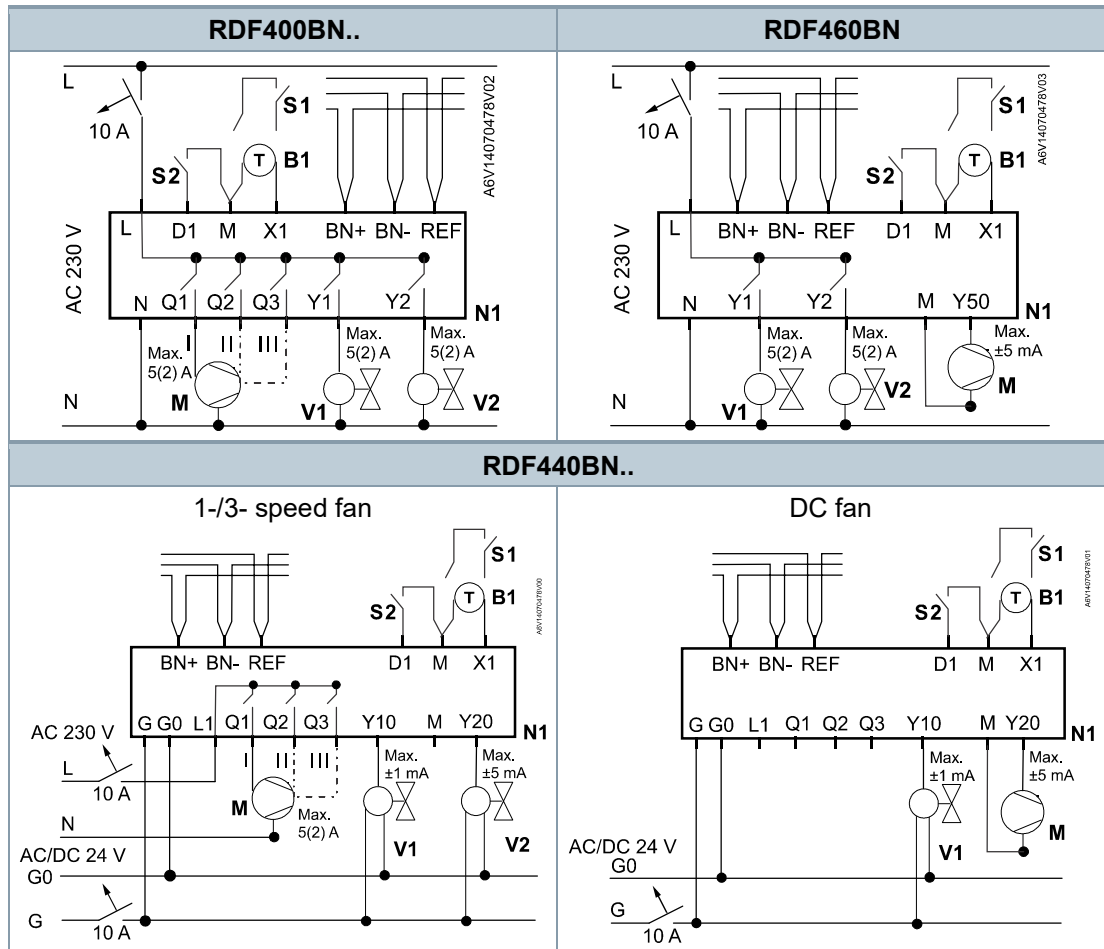 RDF400BN..
RDF460BN
L
10 A
S2
T
B1
S1
A6V14070478V02
AC 230 V
L D1 M X1 BN+ BN- REF
N Q1 Q2 Q3 Y1 Y2
N1
I II III
Max.
5(2) A
Max.
5(2) A
Max.
5(2) A
M
V1
V2
N
L
10 A
S2
T
B1
S1
A6V14070478V03
AC 230 V
L BN+ BN- REF D1 M X1
N Y1 Y2 M Y50
N1
Max.
5(2) A
Max.
5(2) A
Max.
±5 mA
V1
V2
M
N
RDF440BN..
1-/3- speed fan
DC fan
S1
S2
T
B1
A6V14070478V00
BN+ BN- REF D1 M X1
G G0 L1 Q1 Q2 Q3 Y10 M Y20
N1
AC 230 V
L
10 A
I II III
Max.
±1 mA
Max.
±5 mA
M
Max.
5(2) A
N
V1
V2
AC/DC 24 V
G0
G
10 A
S1
S2
T
B1
A6V14070478V01
BN+ BN- REF D1 M X1
G G0 L1 Q1 Q2 Q3 Y10 M Y20
N1
Max.
±1 mA
Max.
±5 mA
V1
M
AC/DC 24 V
G0
G
10 A